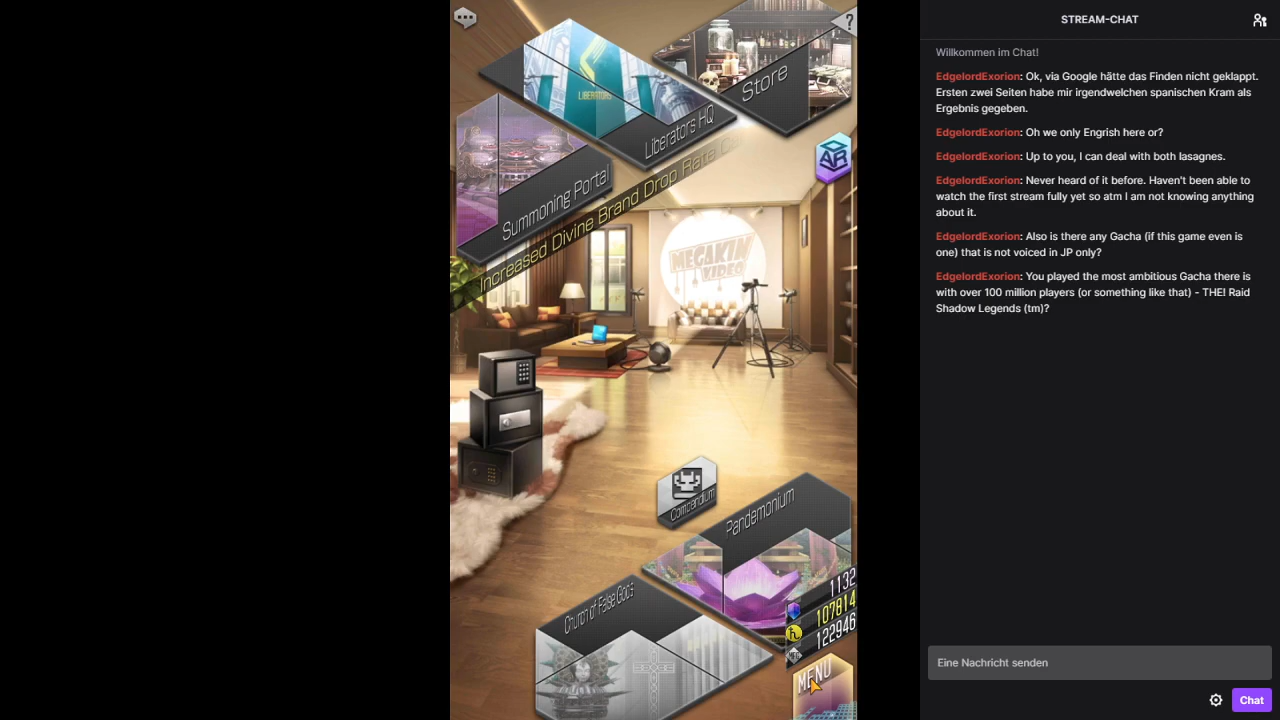 STREAM-CHAT
Willkommen im Chat!
EdgelordExorion: Ok, via Google hätte das Finden nicht geklappt.
Ersten zwei Seiten habe mir irgendwelchen spanischen Kram als
Ergebnis gegeben.
EdgelordExorion: Oh we only Engrish here or?
EdgelordExorion: Up to you, I can deal with both lasagnes.
EdgelordExorion: Never heard of it before. Haven't been able to
watch the first stream fully yet so atm I am not knowing anything
about it.
EdgelordExorion: Also is there any Gacha (if this game even is
one) that is not voiced in JP only?
EdgelordExorion: You played the most ambitious Gacha there is
with over 100 million players (or something like that) - THE! Raid
Shadow Legends (tm)?
Eine Nachricht senden
Chat
?
Store
LIBERATORS
Liberators HQ
Summoning Portal
Increased Divine Brand Drop Rate
AR
MEGAKIN
VIDEO
Compendium
Pandemonium
Church of False Gods
1132
107814
122946
MENU